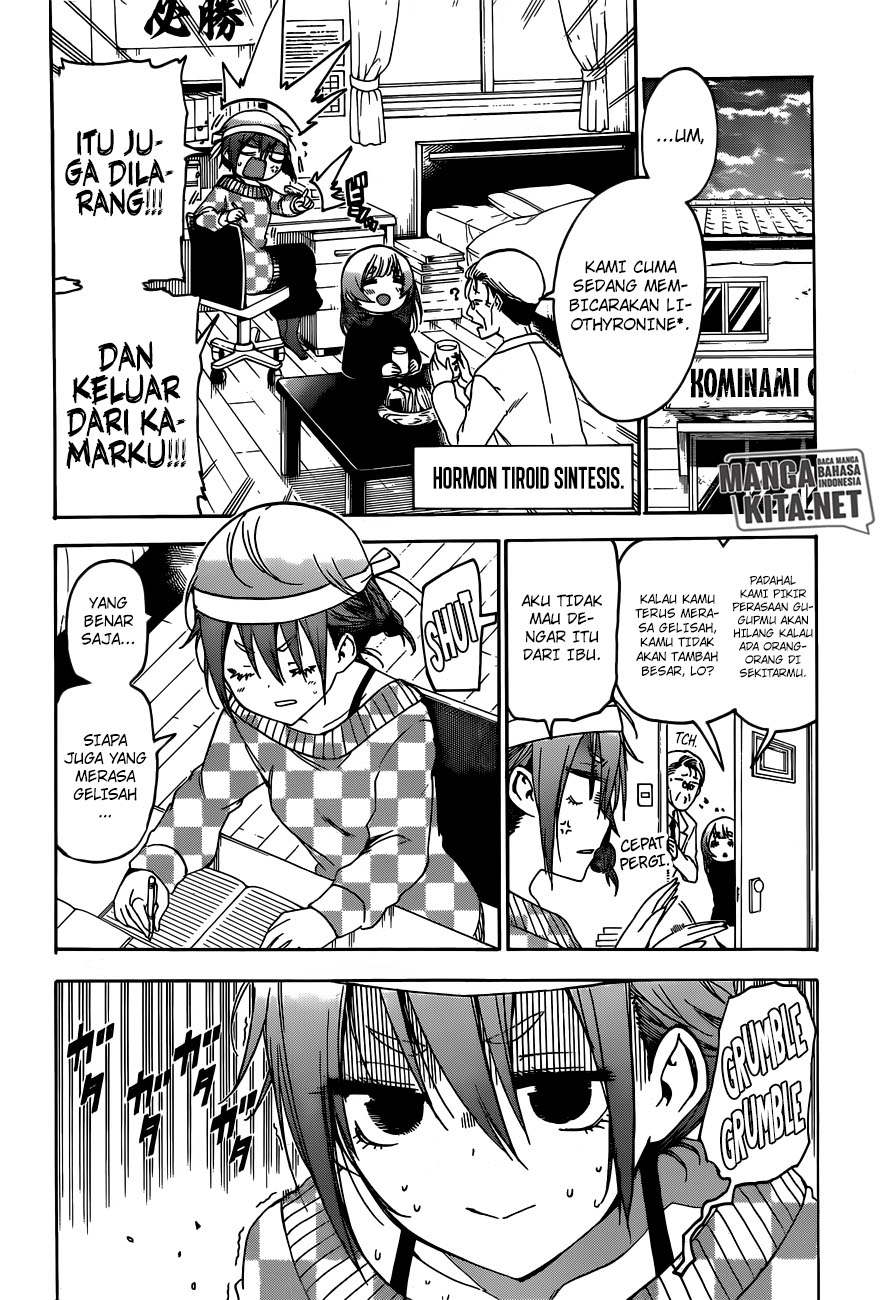 必勝
...UM,
KAMI CUMA
SEDANG MEM-
BICARAKAN LI-
OTHYRONINE*.
KOMINAMI C
ITU JU-
GA DILA-
RANG!!!
?
DAN
KELUAR
DARI KA-
MARKU!!!
HORMON TIROID SINTESIS.
MANGA
KITA.NET
BACA MANGA
BAHASA
INDONESIA
PADAHAL
KAMI PIKIR
PERASAAN GU-
GUPMU AKAN
HILANG KALAU
ADA ORANG-
ORANG DI
SEKITARMU.
KALAU KAMU
TERUS MERA-
SA GELISAH,
KAMU TIDAK
AKAN TAMBAH
BESAR, LO?
AKU TIDAK
MAU DE-
NGAR ITU
DARI IBU.
TCH.
CEPAT
PERGI.
SHUT
YANG
BENAR
SAJA...
SIAPA
JUGA YANG
MERASA
GELISAH
...
GRUMBLE
GRUMBLE
ガタ
ガタ
ガタ